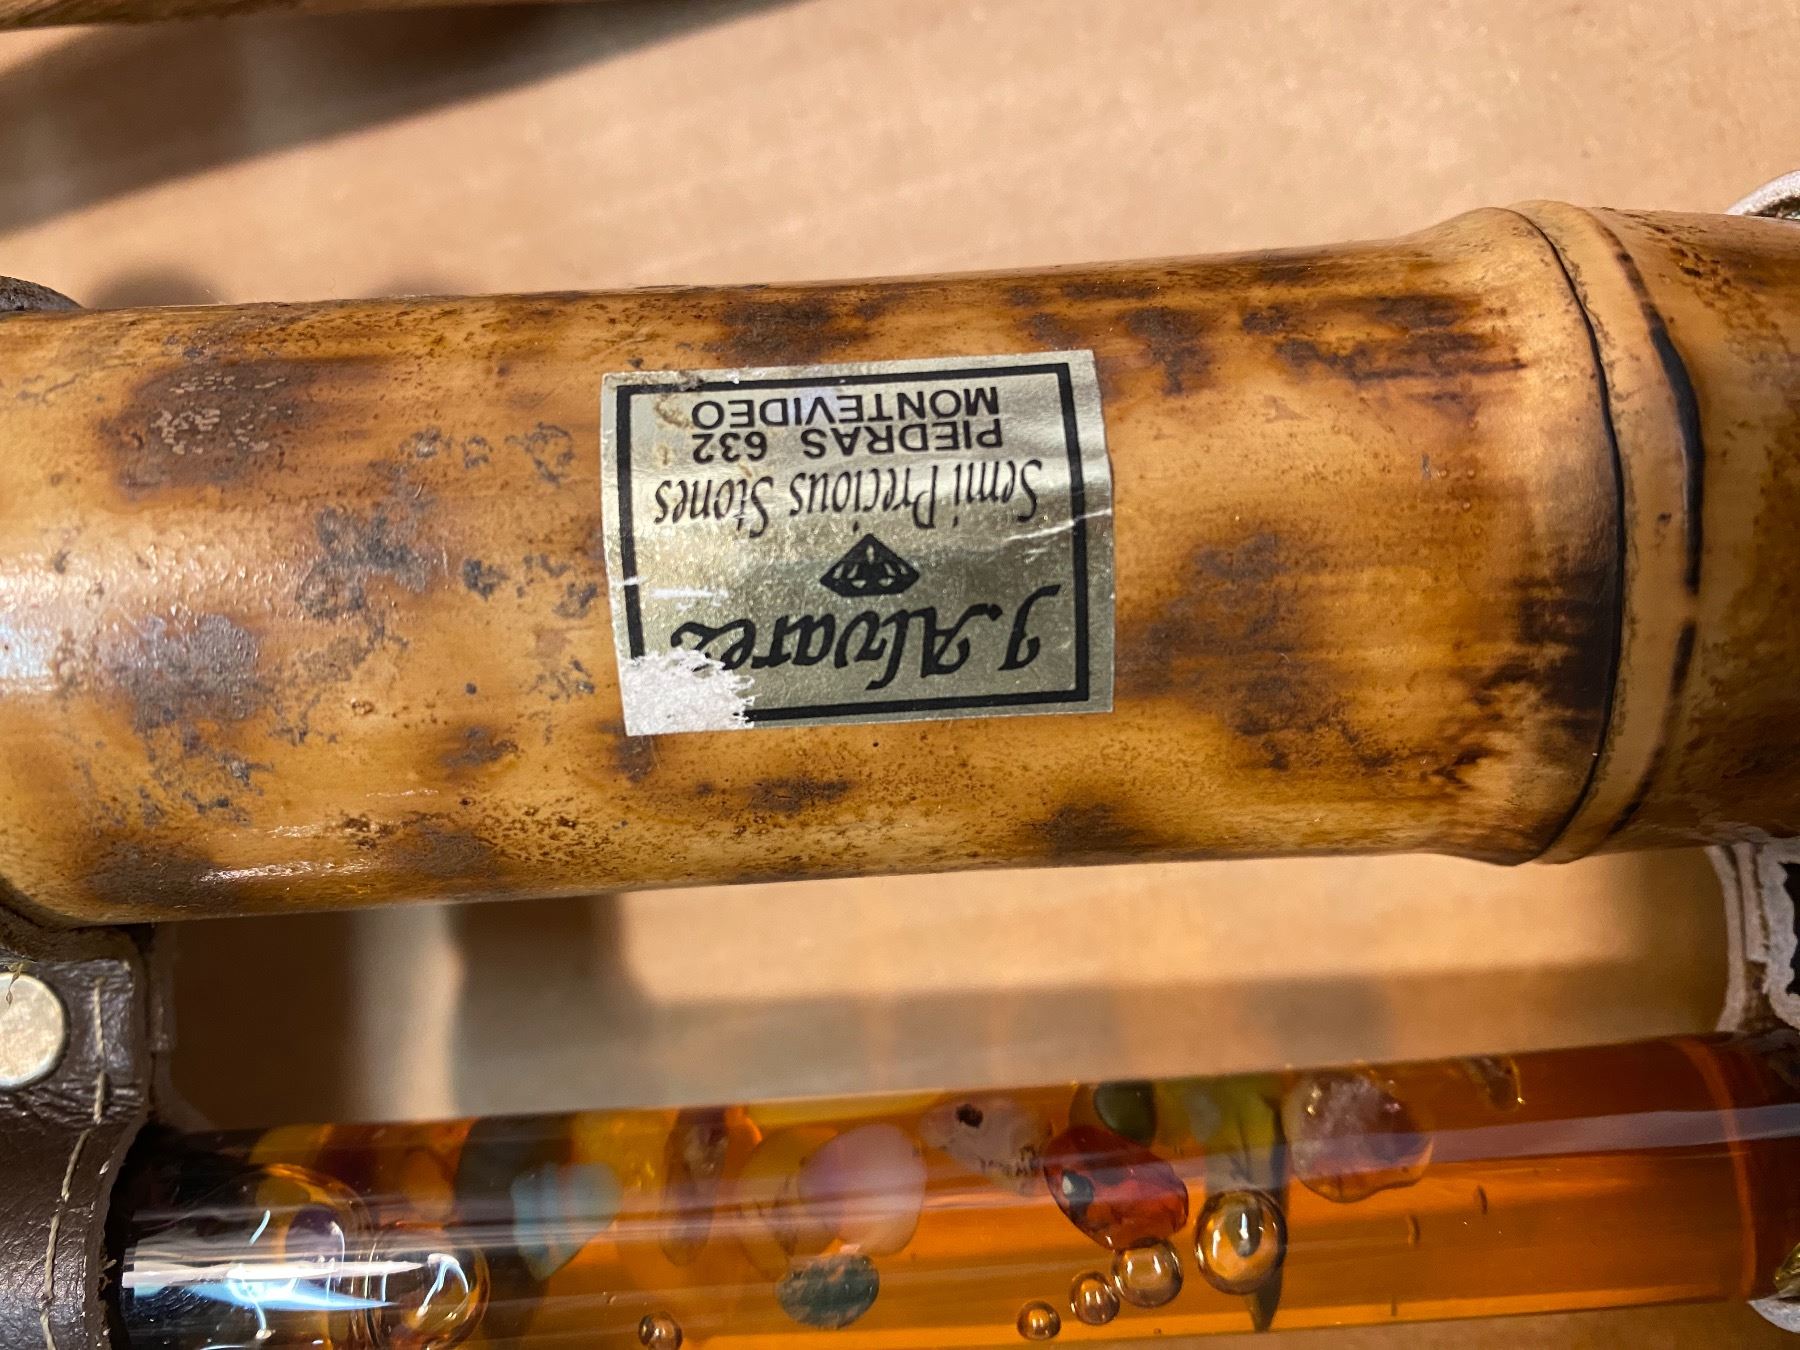 J. Alvarez
Semi Precious Stones
PIEDRAS 632
MONTEVIDEO